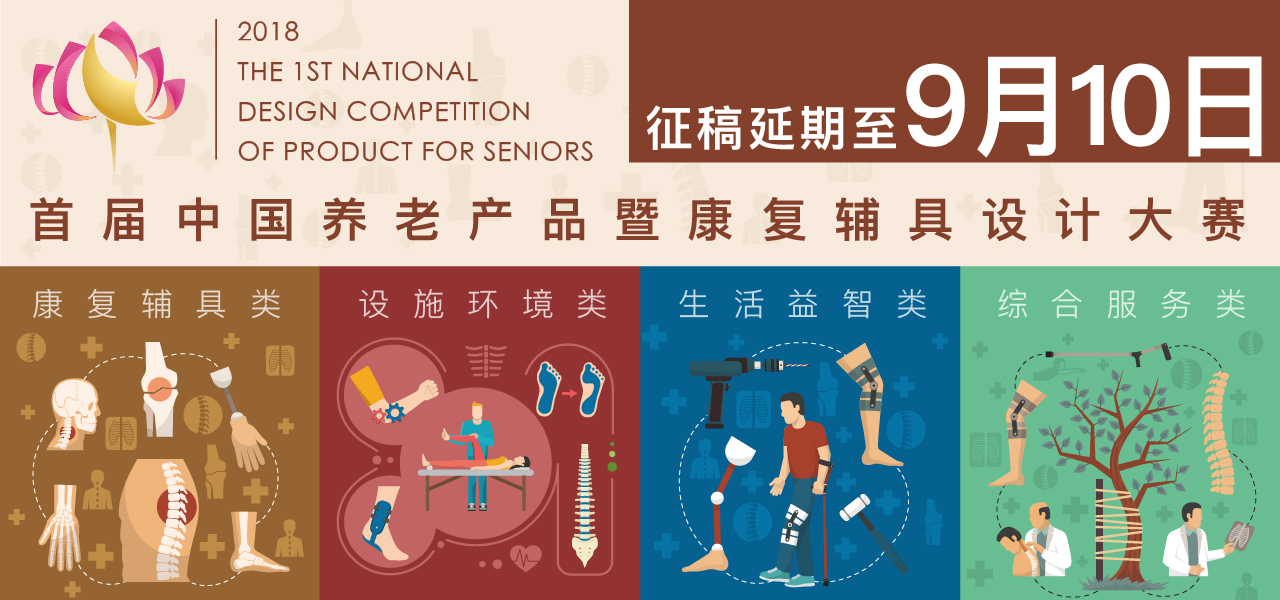 2018
THE 1ST NATIONAL
DESIGN COMPETITION
OF PRODUCT FOR SENIORS
征稿延期至9月10日
首届中国养老产品暨康复辅具设计大赛
康复辅具类
设施环境类
生活益智类
综合服务类